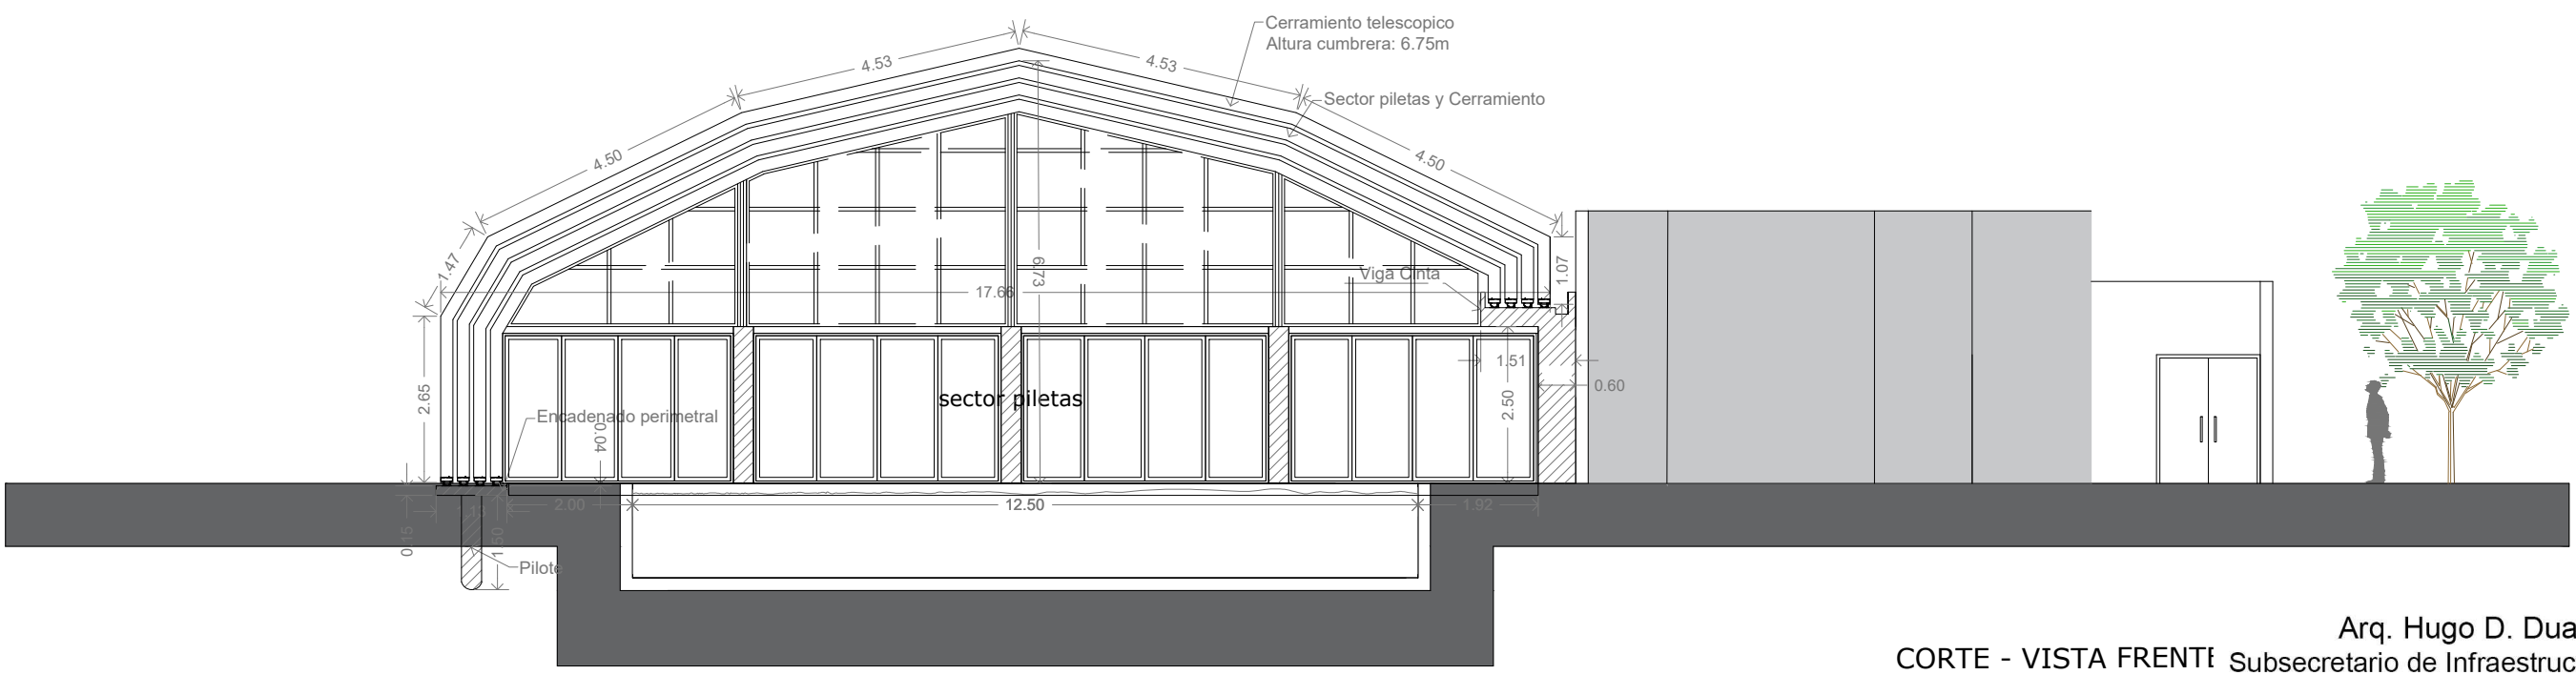 Cerramiento telescopico
Altura cumbrera: 6.75m
4.53
4.53
Sector piletas y Cerramiento
4.50
4.50
1.47
6.73
1.07
Viga Cinta
17.66
1.51
0.60
2.65
2.50
sector piletas
Encadenado perimetral
0.04
1.13
2.00
12.50
1.92
0.15
1.50
Pilote
Arq. Hugo D. Dua
CORTE - VISTA FRENTE
Subsecretario de Infraestruc